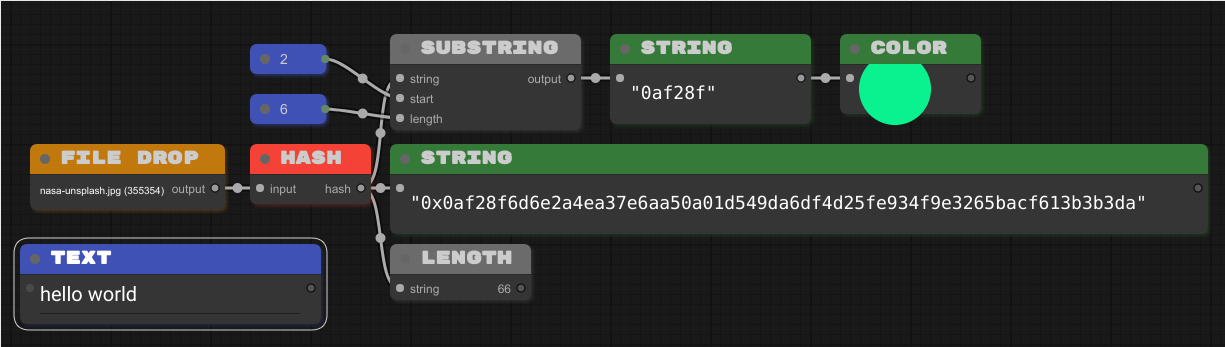 2
SUBSTRING
STRING
COLOR
string
output
start
length
"0af28f"
6
FILE DROP
HASH
STRING
nasa-unsplash.jpg (355354) output
input hash
"0x0af28f6d6e2a4ea37e6aa50a01d549da6df4d25fe934f9e3265bacf613b3b3da"
TEXT
hello world
LENGTH
string 66